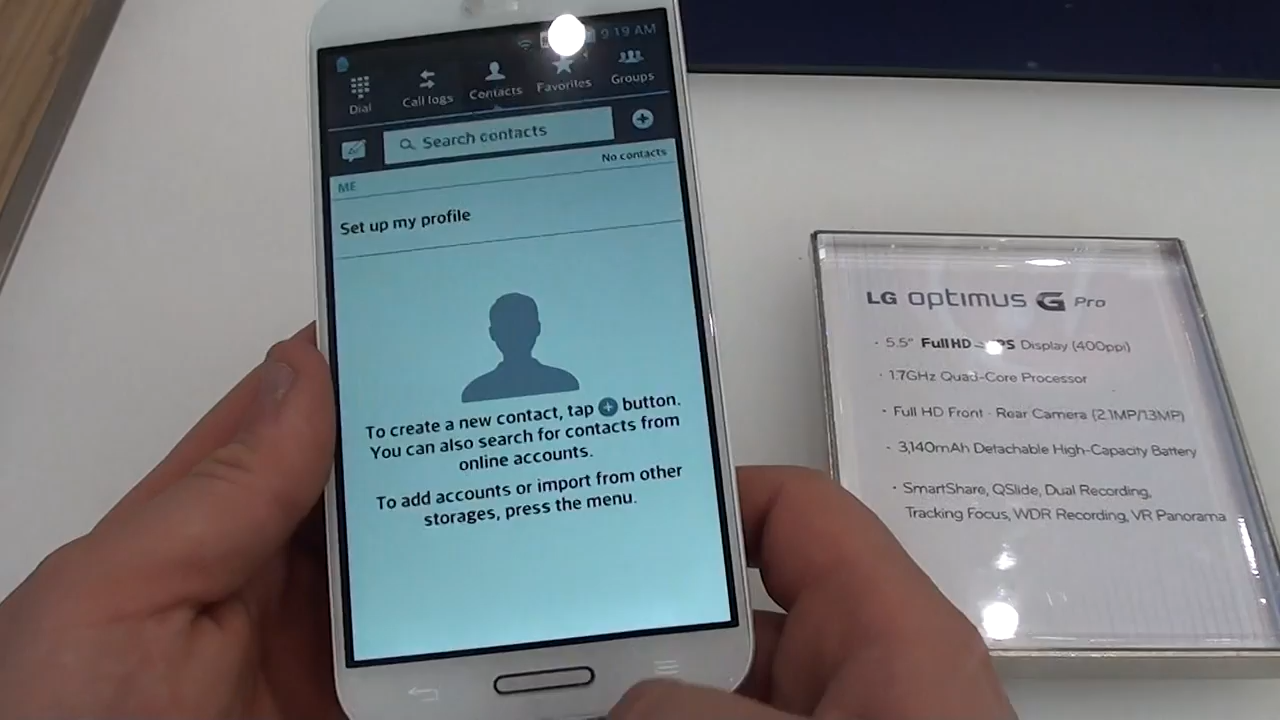 9:19 AM
Dial
Call logs
Contacts
Favorites
Groups
Search contacts
No contacts
ME
Set up my profile
To create a new contact, tap + button.
You can also search for contacts from
online accounts.
To add accounts or import from other
storages, press the menu.
LG optimus G Pro
· 5.5" Full HD Display (400ppi)
· 1.7GHz Quad-Core Processor
· Full HD Front · Rear Camera (2.1MP/13MP)
· 3,140mAh Detachable High-Capacity Battery
· SmartShare, QSlide, Dual Recording,
Tracking Focus, WDR Recording, VR Panorama